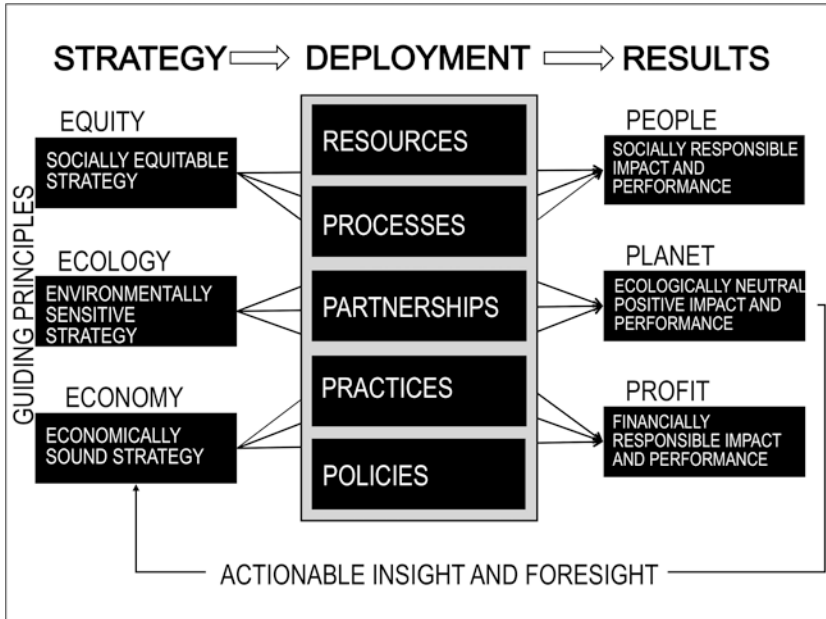 STRATEGY DEPLOYMENT RESULTS
GUIDING PRINCIPLES
EQUITY
SOCIALLY EQUITABLE
STRATEGY
ECOLOGY
ENVIRONMENTALLY
SENSITIVE
STRATEGY
ECONOMY
ECONOMICALLY
SOUND STRATEGY
RESOURCES
PROCESSES
PARTNERSHIPS
PRACTICES
POLICIES
PEOPLE
SOCIALLY RESPONSIBLE
IMPACT AND
PERFORMANCE
PLANET
ECOLOGICALLY NEUTRAL
POSITIVE IMPACT AND
PERFORMANCE
PROFIT
FINANCIALLY
RESPONSIBLE IMPACT
AND PERFORMANCE
ACTIONABLE INSIGHT AND FORESIGHT